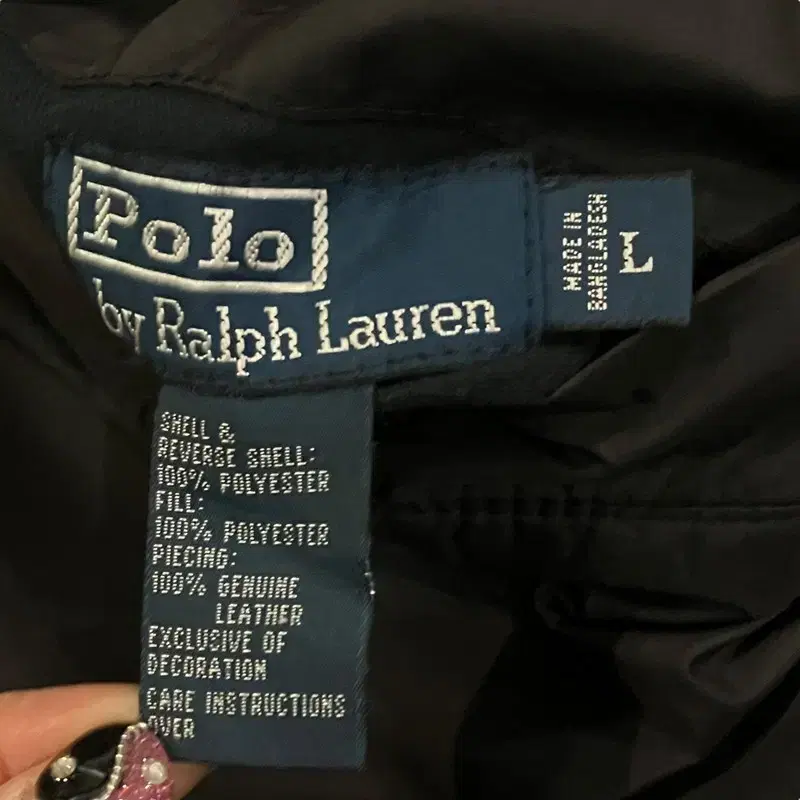 Polo
by Ralph Lauren
MADE IN
BANGLADESH
L
SHELL &
REVERSE SHELL:
100% POLYESTER
FILL:
100% POLYESTER
PIECING:
100% GENUINE
LEATHER
EXCLUSIVE OF
DECORATION
CARE INSTRUCTIONS
OVER